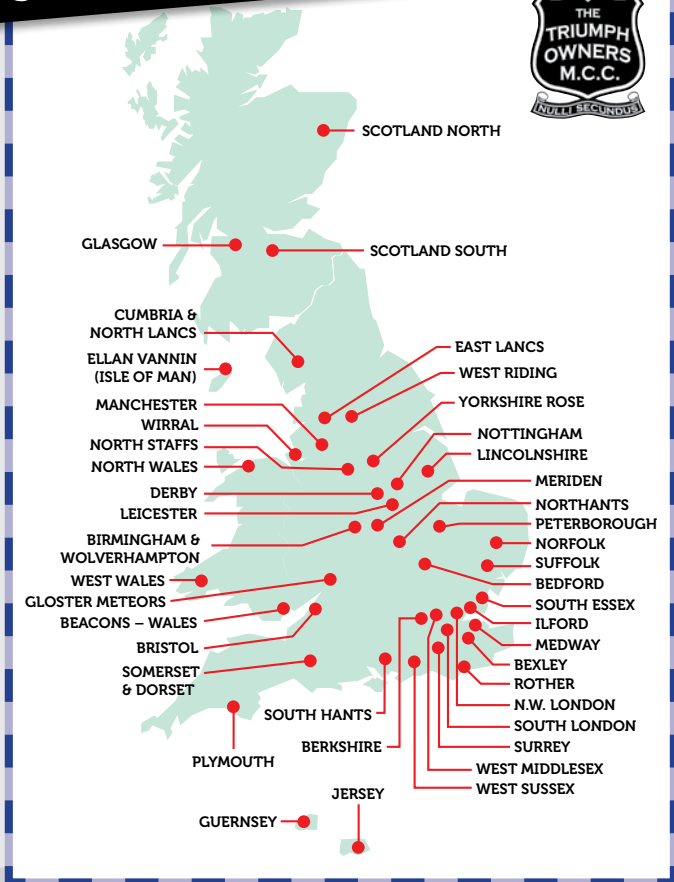 THE
TRIUMPH
OWNERS
M.C.C.
NULLI SECUNDUS
SCOTLAND NORTH
GLASGOW
SCOTLAND SOUTH
CUMBRIA &
NORTH LANCS
ELLAN VANNIN
(ISLE OF MAN)
MANCHESTER
WIRRAL
NORTH STAFFS
NORTH WALES
DERBY
LEICESTER
BIRMINGHAM &
WOLVERHAMPTON
WEST WALES
GLOSTER METEORS
BEACONS – WALES
BRISTOL
SOMERSET
& DORSET
PLYMOUTH
EAST LANCS
WEST RIDING
YORKSHIRE ROSE
NOTTINGHAM
LINCOLNSHIRE
MERIDEN
NORTHANTS
PETERBOROUGH
NORFOLK
SUFFOLK
BEDFORD
SOUTH ESSEX
ILFORD
MEDWAY
BEXLEY
ROTHER
N.W. LONDON
SOUTH LONDON
SURREY
WEST MIDDLESEX
WEST SUSSEX
SOUTH HANTS
BERKSHIRE
JERSEY
GUERNSEY